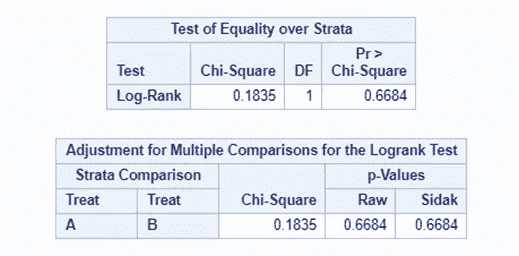 Test of Equality over Strata
Pr >
Test Chi-Square DF Chi-Square
Log-Rank 0.1835 1 0.6684
Adjustment for Multiple Comparisons for the Logrank Test
Strata Comparison p-Values
Treat Treat Chi-Square Raw Sidak
A B 0.1835 0.6684 0.6684